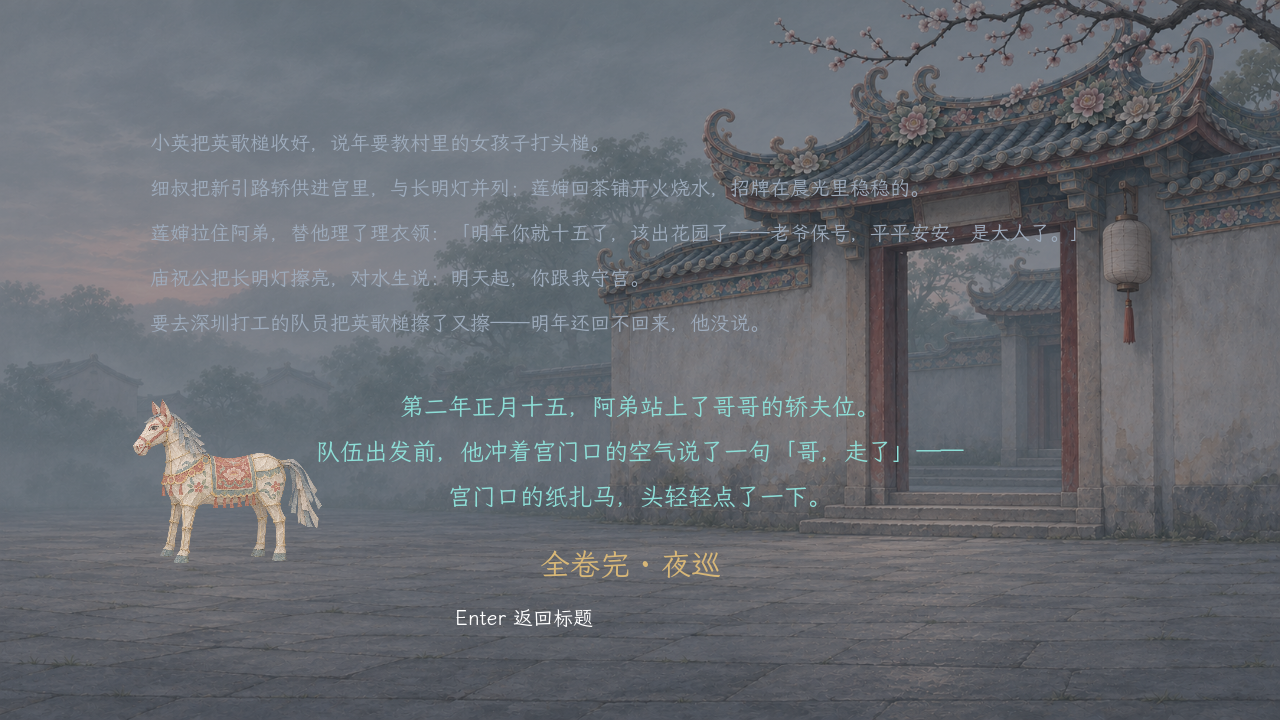 小英把英歌槌收好，说年要教村里的女孩子打头槌。
细叔把新引路轿供进宫里，与长明灯并列；莲婶回茶铺开火烧水，招牌在晨光里稳稳的。
莲婶拉住阿弟，替他理了理衣领：「明年你就十五了，该出花园了——老爷保号，平平安安，是大人了。」
庙祝公把长明灯擦亮，对水生说：明天起，你跟我守宫。
要去深圳打工的队员把英歌槌擦了又擦——明年还回不回来，他没说。
第二年正月十五，阿弟站上了哥哥的轿夫位。
队伍出发前，他冲着宫门口的空气说了一句「哥，走了」——
宫门口的纸扎马，头轻轻点了一下。
全卷完·夜巡
Enter 返回标题